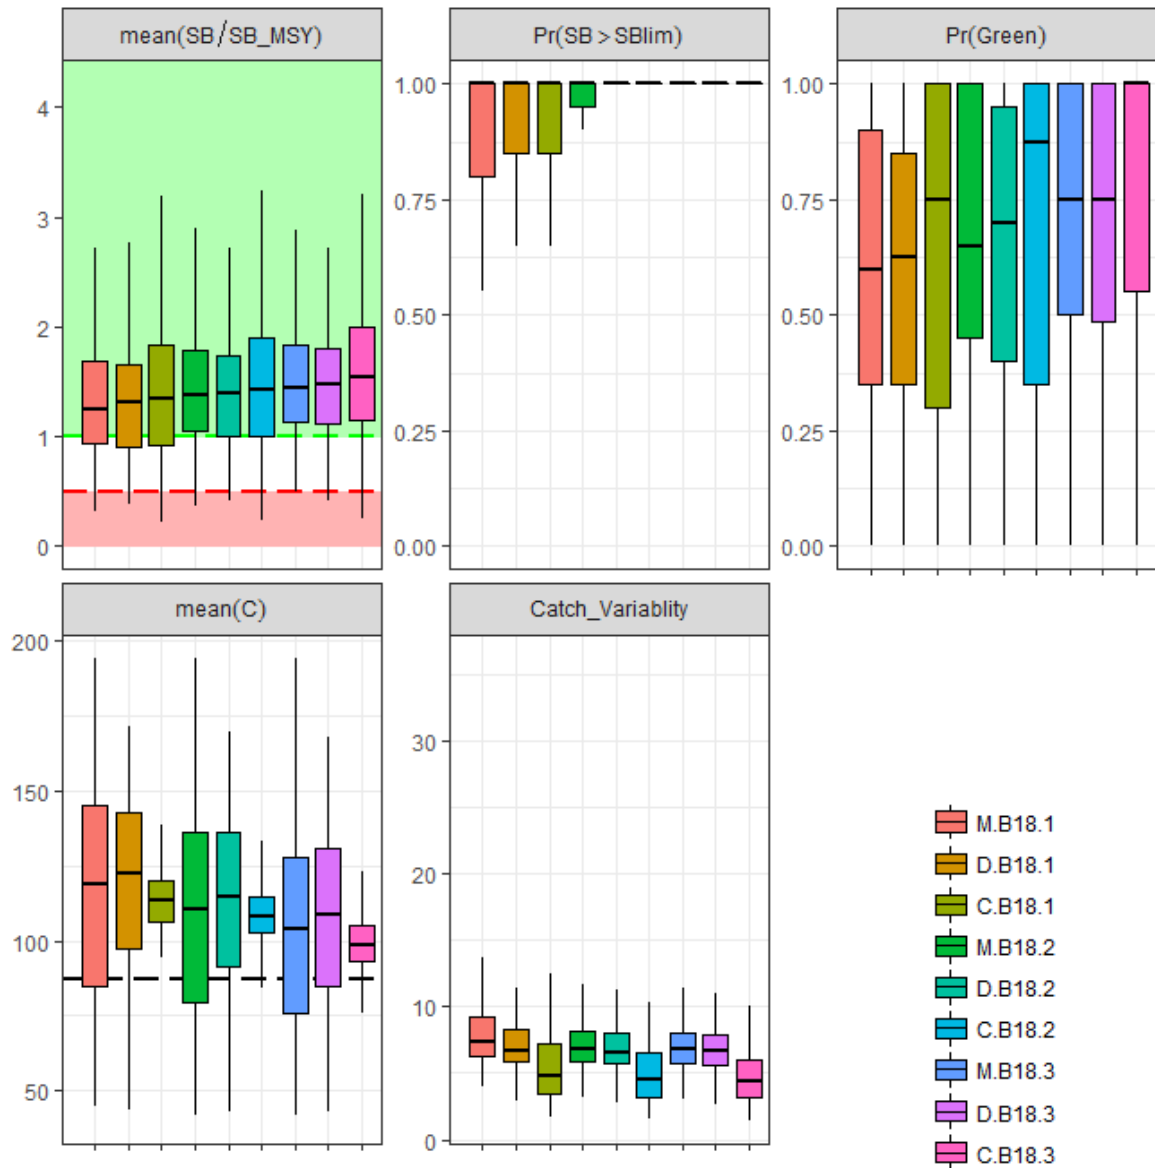 mean(SB/SB_MSY)
4
3
2
1
0
Pr(SB > SBlim)
1.00
0.75
0.50
0.25
0.00
Pr(Green)
1.00
0.75
0.50
0.25
0.00
mean(C)
200
150
100
50
Catch_Variablity
30
20
10
0
M.B18.1
D.B18.1
C.B18.1
M.B18.2
D.B18.2
C.B18.2
M.B18.3
D.B18.3
C.B18.3